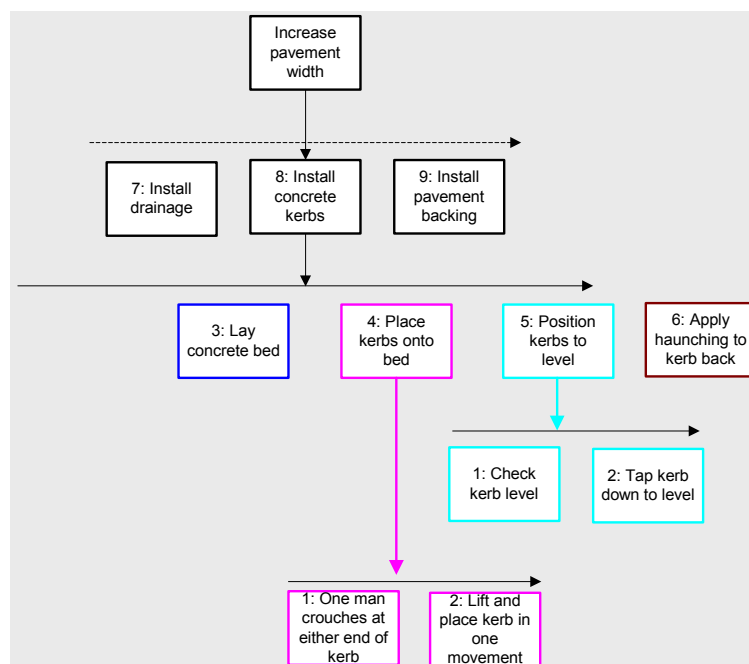 Increase
pavement
width
7: Install
drainage
8: Install
concrete
kerbs
9: Install
pavement
backing
3: Lay
concrete bed
4: Place
kerbs onto
bed
5: Position
kerbs to
level
6: Apply
haunching to
kerb back
1: Check
kerb level
2: Tap kerb
down to level
1: One man
crouches at
either end of
kerb
2: Lift and
place kerb in
one
movement